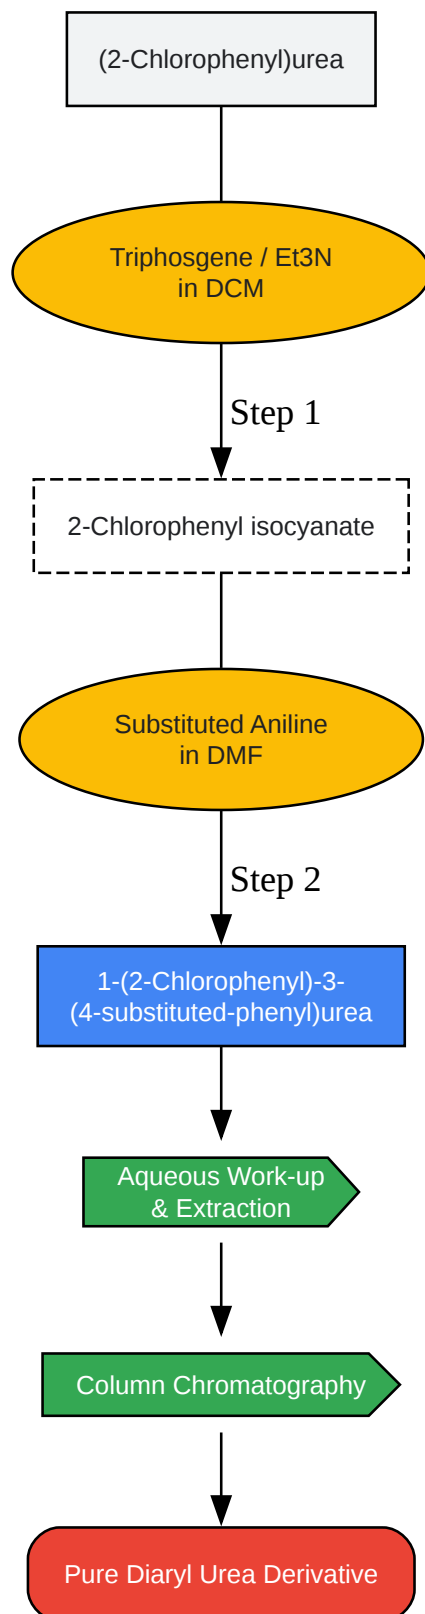 (2-Chlorophenyl)urea
Triphosgene / Et3N
in DCM
Step 1
2-Chlorophenyl isocyanate
Substituted Aniline
in DMF
Step 2
1-(2-Chlorophenyl)-3-
(4-substituted-phenyl)urea
Aqueous Work-up
& Extraction
Column Chromatography
Pure Diaryl Urea Derivative